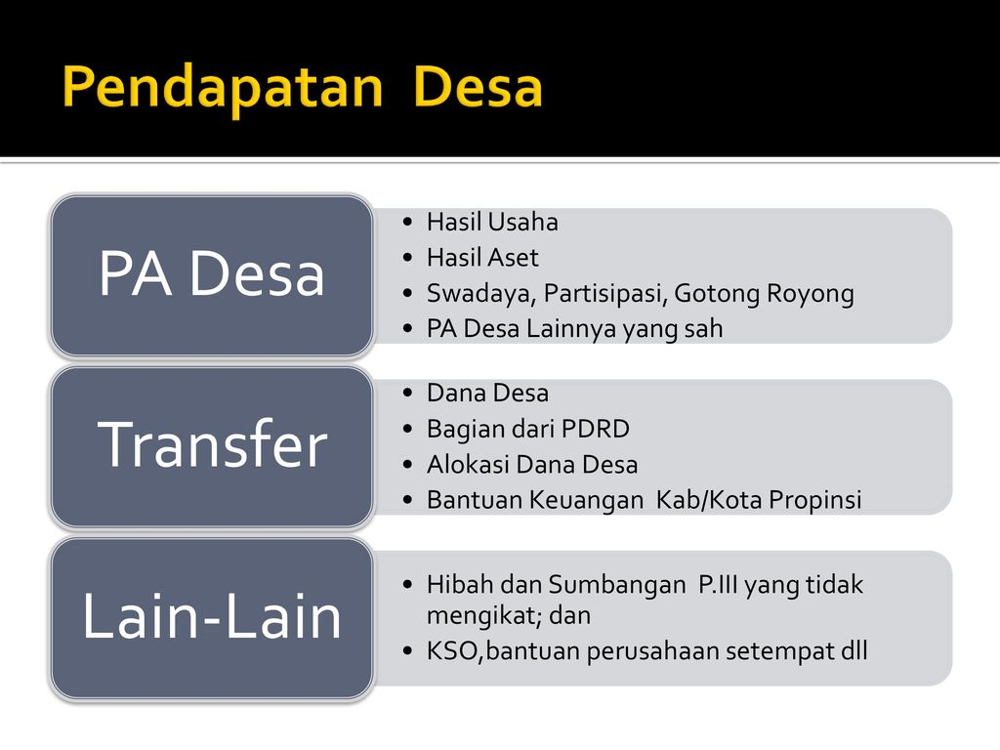 Pendapatan  Desa
PA Desa
• Hasil Usaha
• Hasil Aset
• Swadaya, Partisipasi, Gotong Royong
• PA Desa Lainnya yang sah
Transfer
• Dana Desa
• Bagian dari PDRD
• Alokasi Dana Desa
• Bantuan Keuangan  Kab/Kota Propinsi
Lain-Lain
• Hibah dan Sumbangan  P.III yang tidak
mengikat; dan
• KSO,bantuan perusahaan setempat dll